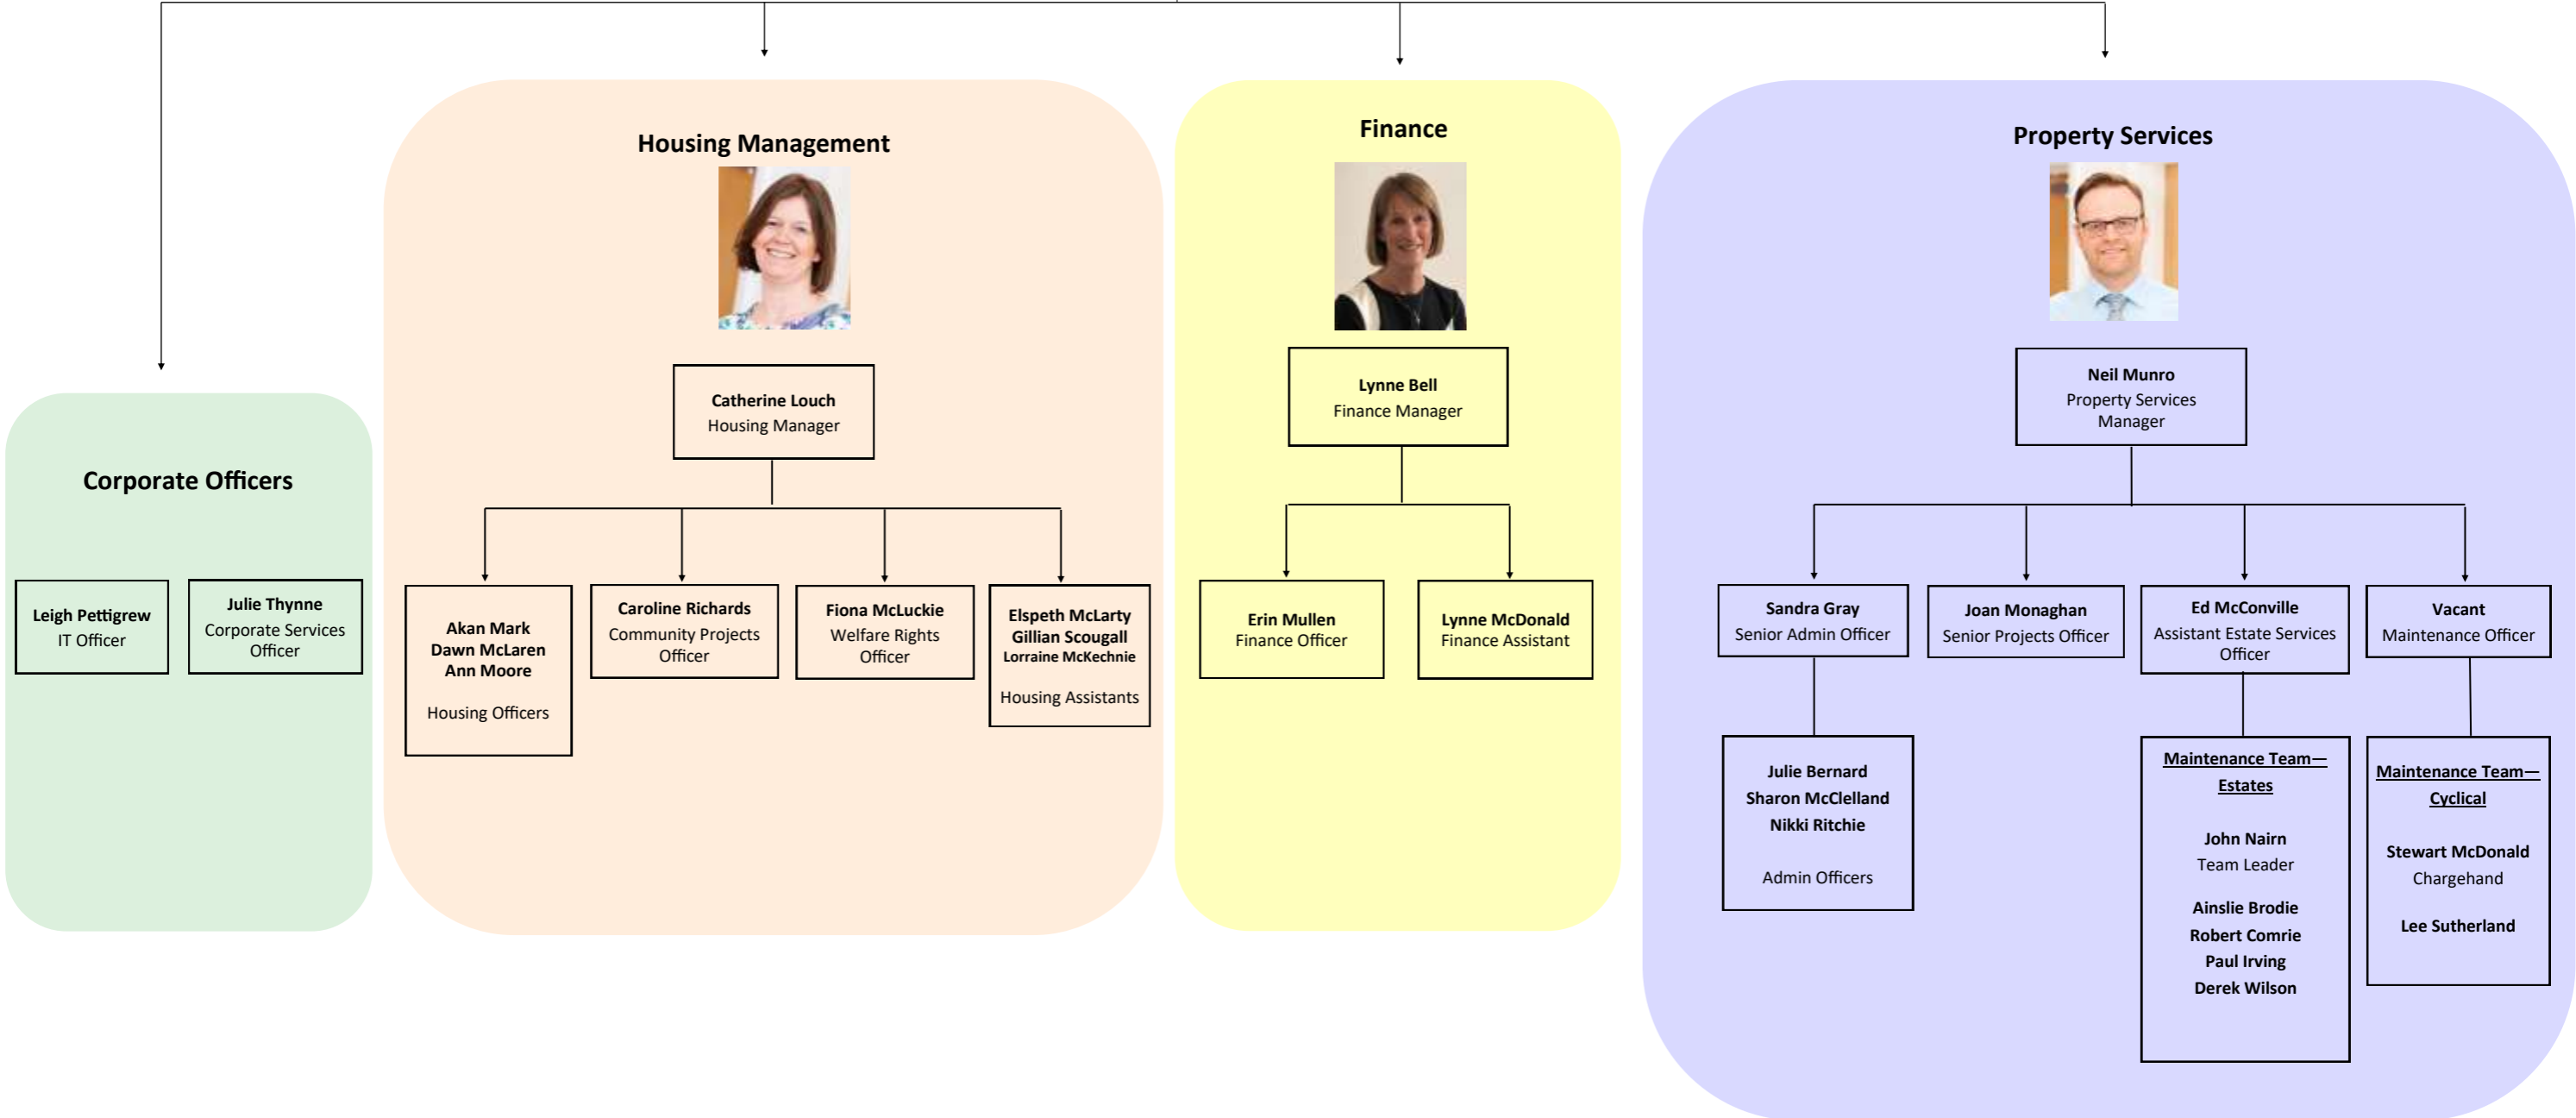 Corporate Officers
Leigh Pettigrew
IT Officer
Julie Thynne
Corporate Services
Officer
Housing Management
Catherine Louch
Housing Manager
Akan Mark
Dawn McLaren
Ann Moore
Housing Officers
Caroline Richards
Community Projects
Officer
Fiona McLuckie
Welfare Rights
Officer
Elspeth McLarty
Gillian Scougall
Lorraine McKechnie
Housing Assistants
Finance
Lynne Bell
Finance Manager
Erin Mullen
Finance Officer
Lynne McDonald
Finance Assistant
Property Services
Neil Munro
Property Services
Manager
Sandra Gray
Senior Admin Officer
Julie Bernard
Sharon McClelland
Nikki Ritchie
Admin Officers
Joan Monaghan
Senior Projects Officer
Ed McConville
Assistant Estate Services
Officer
Maintenance Team—
Estates
John Nairn
Team Leader
Ainslie Brodie
Robert Comrie
Paul Irving
Derek Wilson
Vacant
Maintenance Officer
Maintenance Team—
Cyclical
Stewart McDonald
Chargehand
Lee Sutherland